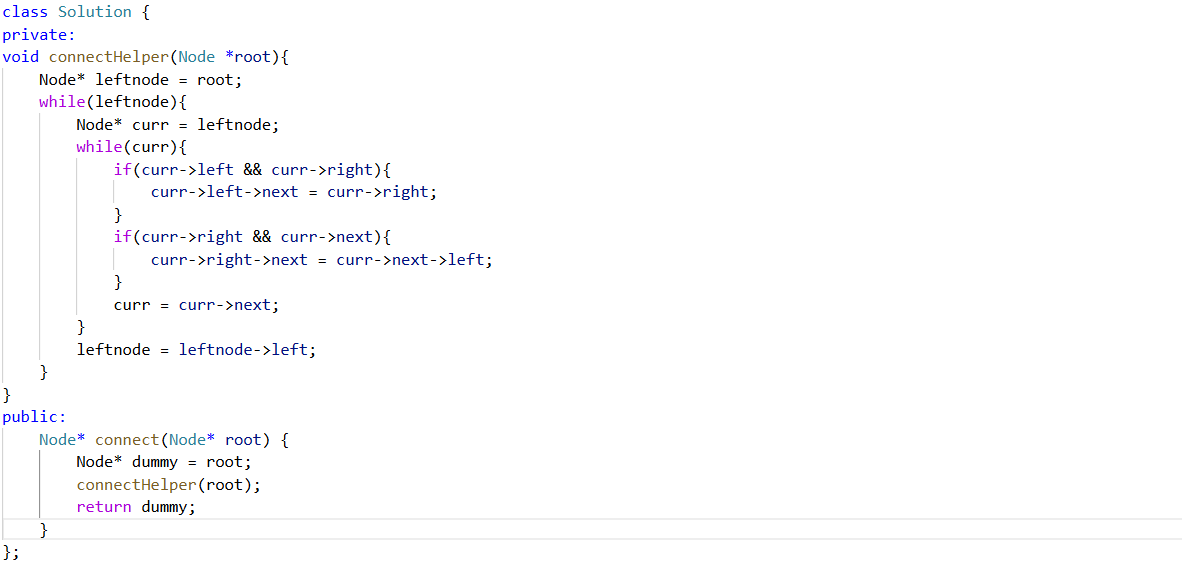 class Solution {
private:
void connectHelper(Node *root){
    Node* leftnode = root;
    while(leftnode){
        Node* curr = leftnode;
        while(curr){
            if(curr->left && curr->right){
                curr->left->next = curr->right;
            }
            if(curr->right && curr->next){
                curr->right->next = curr->next->left;
            }
            curr = curr->next;
        }
        leftnode = leftnode->left;
    }
}
public:
    Node* connect(Node* root) {
        Node* dummy = root;
        connectHelper(root);
        return dummy;
    }
};